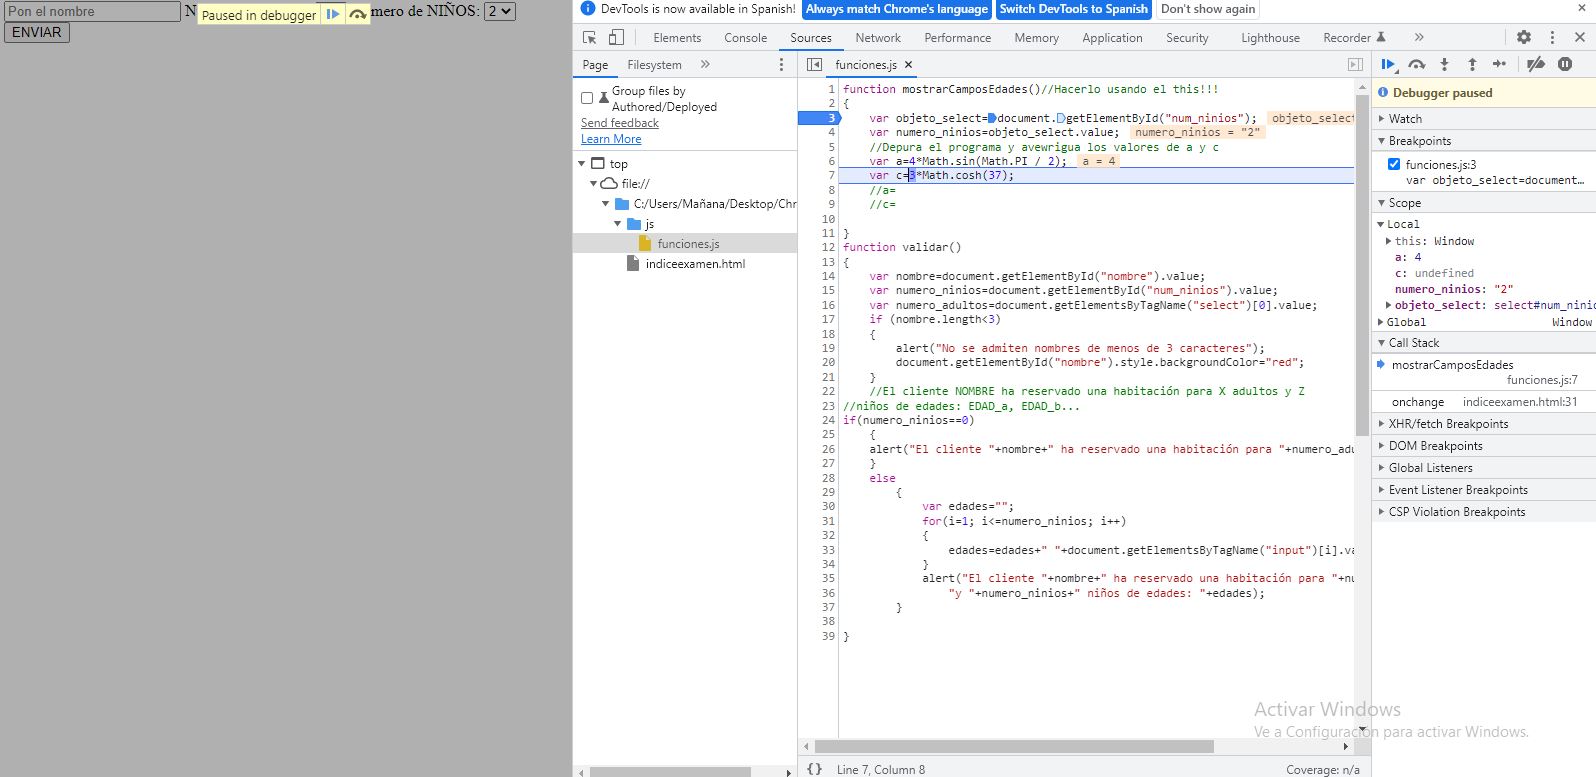 Pon el nombre N Paused in debugger mero de NIÑOS: 2
ENVIAR
DevTools is now available in Spanish! Always match Chrome's language Switch DevTools to Spanish Don't show again
Elements Console Sources Network Performance Memory Application Security Lighthouse Recorder
Page Filesystem
Group files by
Authored/Deployed
Send feedback
Learn More
top
file://
C:/Users/Mañana/Desktop/Chr
js
funciones.js
indiceexamen.html
funciones.js
1 function mostrarCamposEdades()//Hacerlo usando el this!!!
2 {
3 var objeto_select=document.getElementById("num_ninios"); objeto_select
4 var numero_ninios=objeto_select.value; numero_ninios = "2"
5 //Depura el programa y avewrigua los valores de a y c
6 var a=4*Math.sin(Math.PI / 2); a = 4
7 var c=3*Math.cosh(37);
8 //a=
9 //c=
10
11 }
12 function validar()
13 {
14 var nombre=document.getElementById("nombre").value;
15 var numero_ninios=document.getElementById("num_ninios").value;
16 var numero_adultos=document.getElementsByTagName("select")[0].value;
17 if (nombre.length<3)
18 {
19 alert("No se admiten nombres de menos de 3 caracteres");
20 document.getElementById("nombre").style.backgroundColor="red";
21 }
22 //El cliente NOMBRE ha reservado una habitación para X adultos y Z
23 //niños de edades: EDAD_a, EDAD_b...
24 if(numero_ninios==0)
25 {
26 alert("El cliente "+nombre+" ha reservado una habitación para "+numero_adu
27 }
28 else
29 {
30 var edades="";
31 for(i=1; i<=numero_ninios; i++)
32 {
33 edades=edades+" "+document.getElementsByTagName("input")[i].va
34 }
35 alert("El cliente "+nombre+" ha reservado una habitación para "+nu
36 "y "+numero_ninios+" niños de edades: "+edades);
37 }
38
39 }
{} Line 7, Column 8 Coverage: n/a
Debugger paused
Watch
Breakpoints
funciones.js:3
var objeto_select=document…
Scope
Local
this: Window
a: 4
c: undefined
numero_ninios: "2"
objeto_select: select#num_ninio
Global Window
Call Stack
mostrarCamposEdades
funciones.js:7
onchange indiceexamen.html:31
XHR/fetch Breakpoints
DOM Breakpoints
Global Listeners
Event Listener Breakpoints
CSP Violation Breakpoints
Activar Windows
Ve a Configuración para activar Windows.